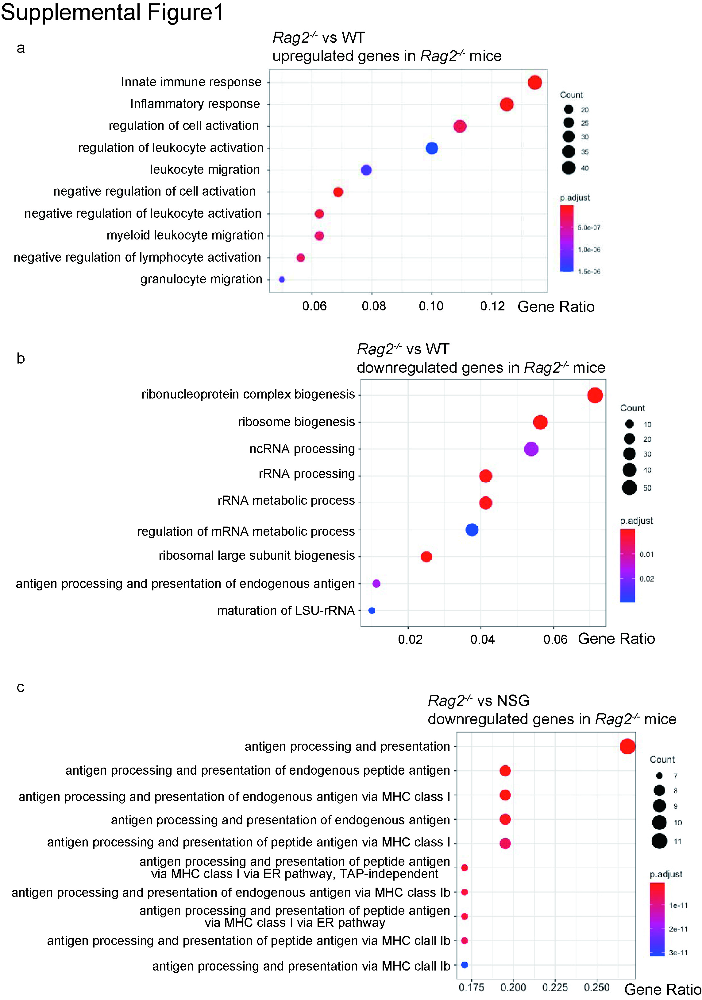 Supplemental Figure1
a
Rag2-/- vs WT
upregulated genes in Rag2-/- mice
Innate immune response
Inflammatory response
regulation of cell activation
regulation of leukocyte activation
leukocyte migration
negative regulation of cell activation
negative regulation of leukocyte activation
myeloid leukocyte migration
negative regulation of lymphocyte activation
granulocyte migration
0.06 0.08 0.10 0.12 Gene Ratio
Count
20
25
30
35
40
p.adjust
5.0e-07
1.0e-06
1.5e-06
b
Rag2-/- vs WT
downregulated genes in Rag2-/- mice
ribonucleoprotein complex biogenesis
ribosome biogenesis
ncRNA processing
rRNA processing
rRNA metabolic process
regulation of mRNA metabolic process
ribosomal large subunit biogenesis
antigen processing and presentation of endogenous antigen
maturation of LSU-rRNA
0.02 0.04 0.06 Gene Ratio
Count
10
20
30
40
50
p.adjust
0.01
0.02
c
Rag2-/- vs NSG
downregulated genes in Rag2-/- mice
antigen processing and presentation
antigen processing and presentation of endogenous peptide antigen
antigen processing and presentation of endogenous antigen via MHC class I
antigen processing and presentation of endogenous antigen
antigen processing and presentation of peptide antigen via MHC class I
antigen processing and presentation of peptide antigen
via MHC class I via ER pathway, TAP-independent
antigen processing and presentation of endogenous antigen via MHC class Ib
antigen processing and presentation of peptide antigen
via MHC class I via ER pathway
antigen processing and presentation of peptide antigen via MHC clall Ib
antigen processing and presentation via MHC clall Ib
0.175 0.200 0.225 0.250 Gene Ratio
Count
7
8
9
10
11
p.adjust
1e-11
2e-11
3e-11